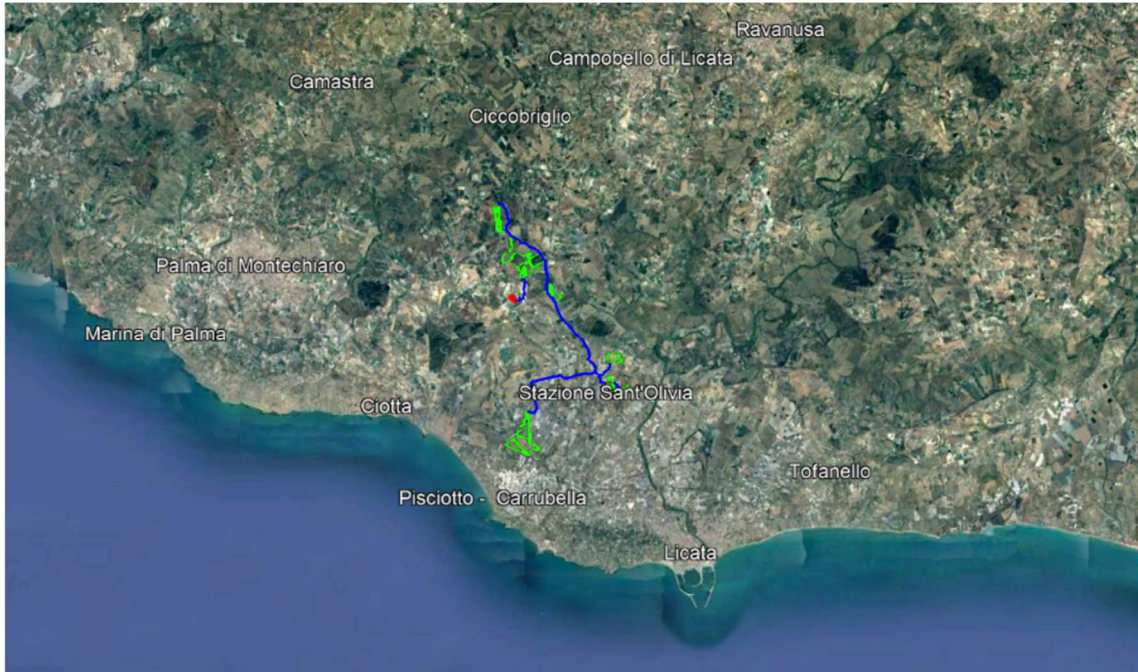 Ravanusa
Campobello di Licata
Camastra
Ciccobriglio
Palma di Montechiaro
Marina di Palma
Stazione Sant'Olivia
Ciotta
Tofanello
Pisciotto - Carrubella
Licata